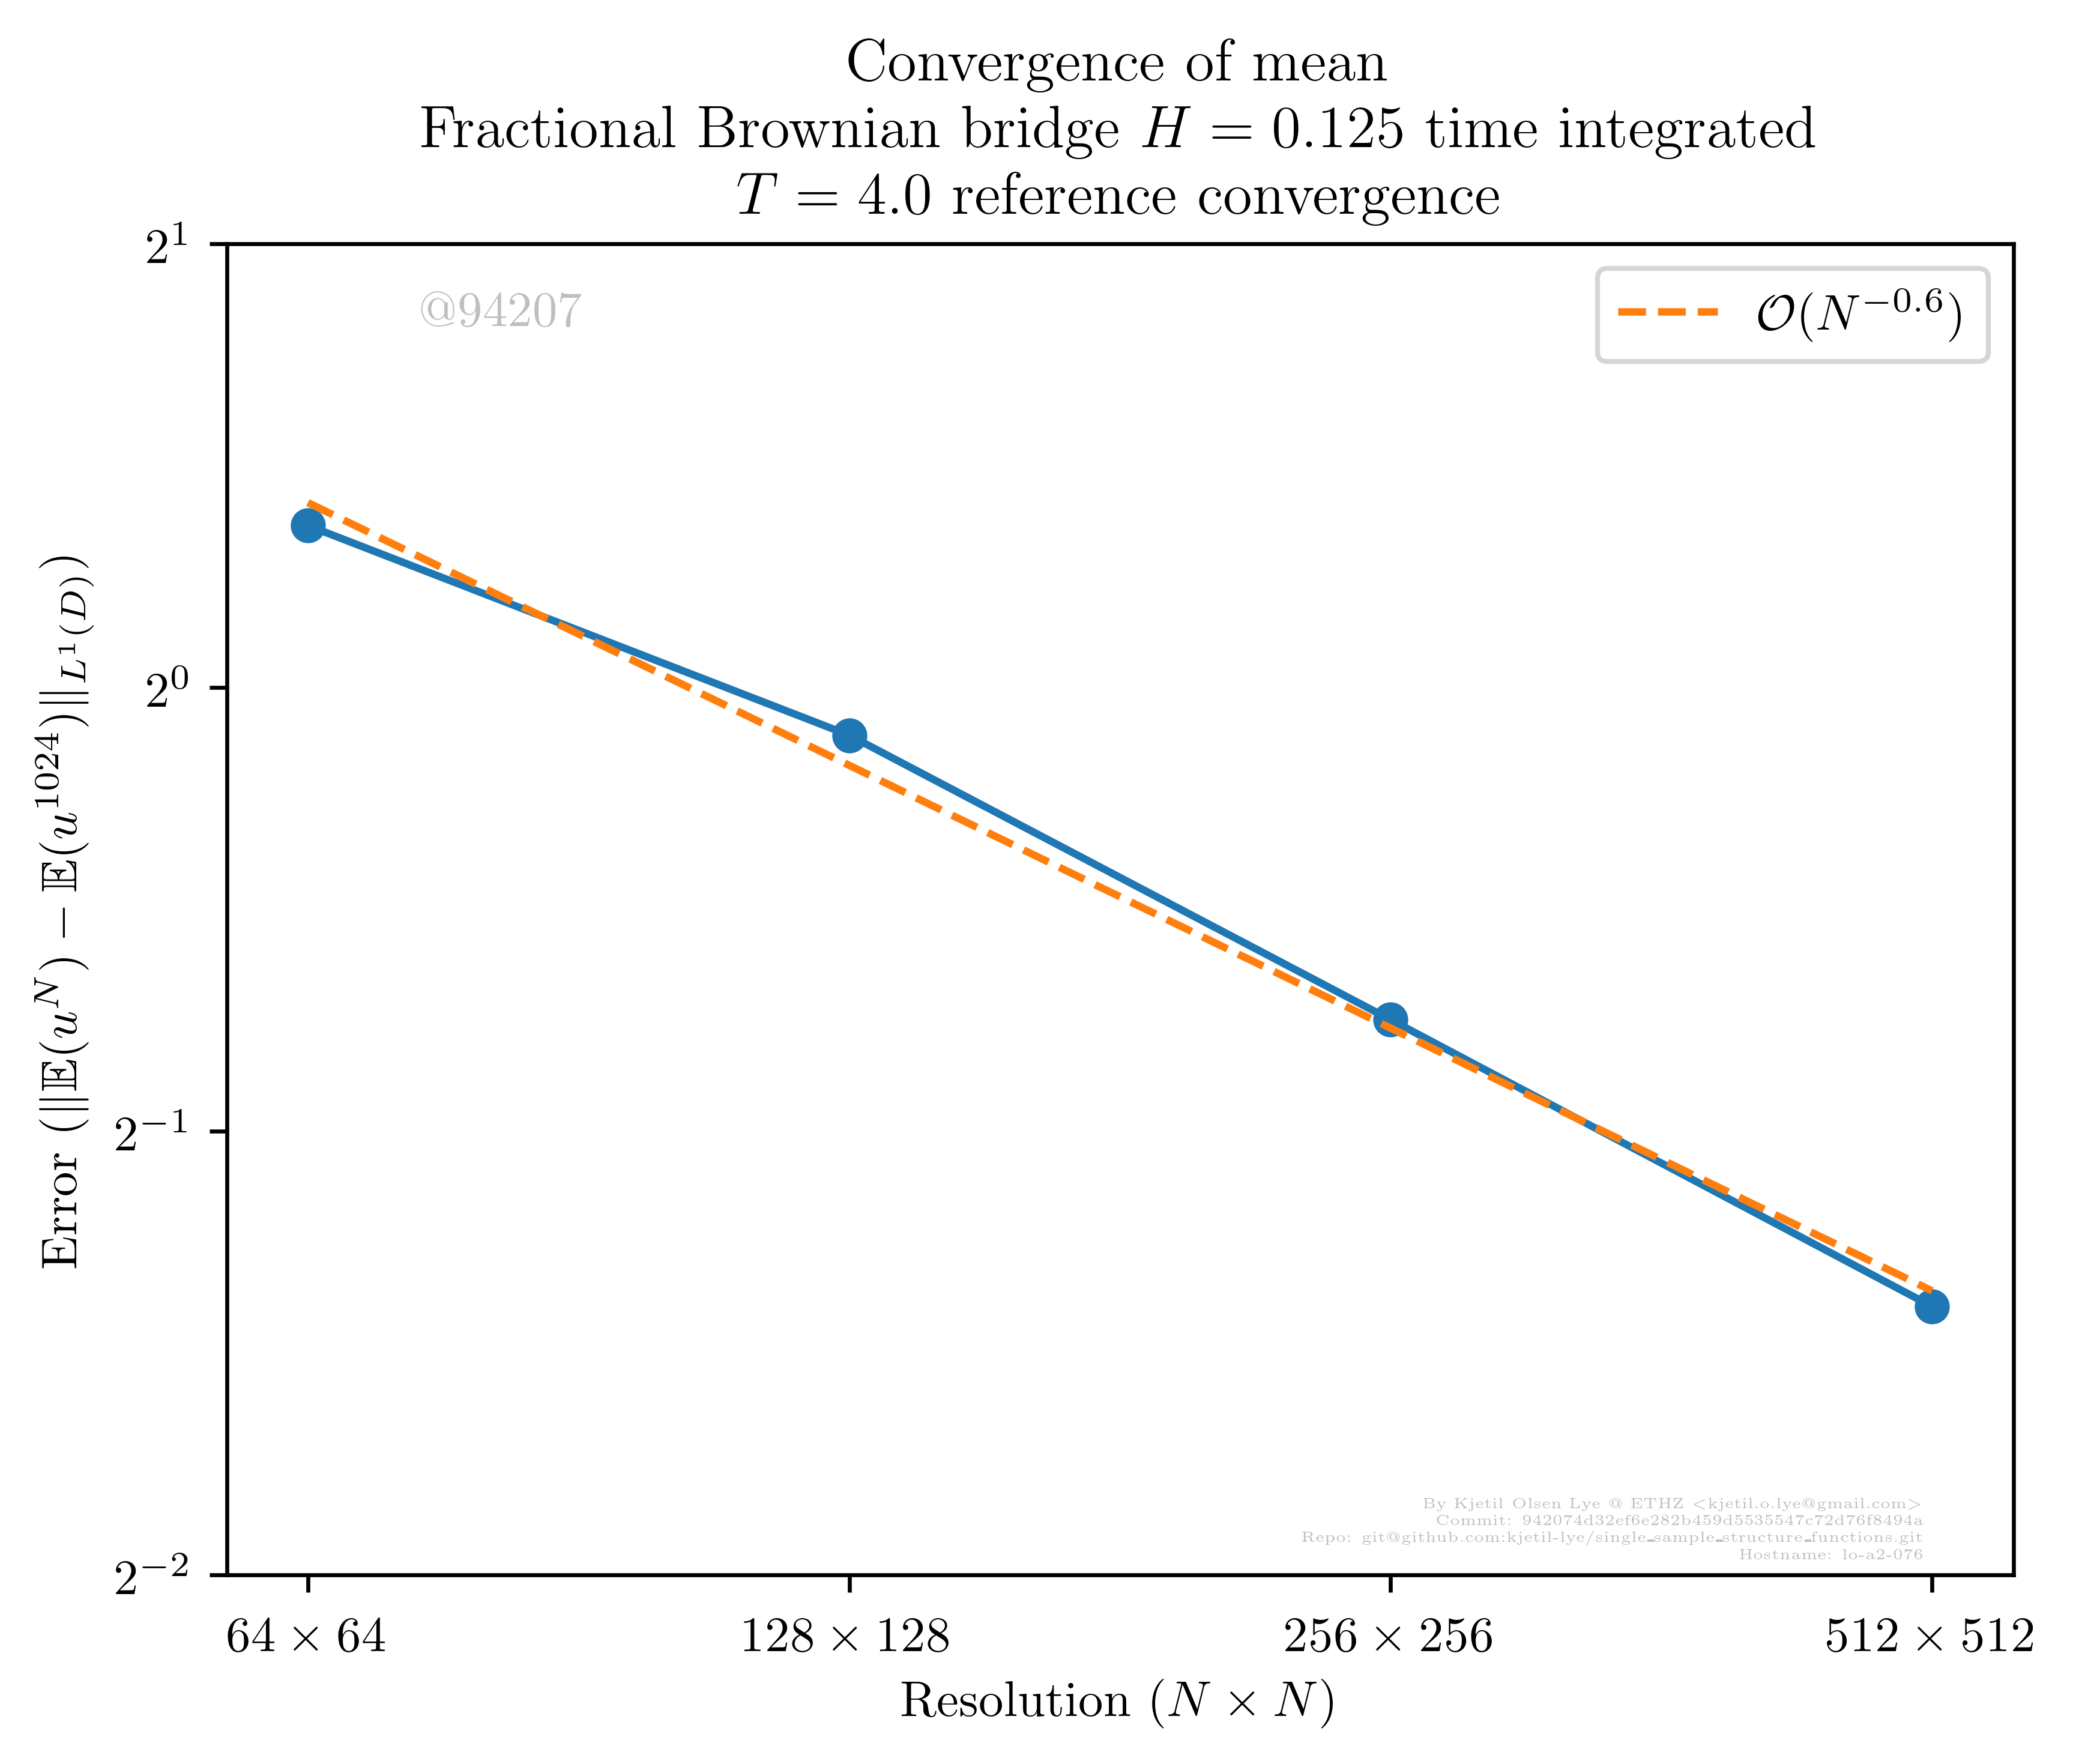 Convergence of mean
Fractional Brownian bridge H = 0.125 time integrated
T = 4.0 reference convergence
2^1
2^0
2^{-1}
2^{-2}
Error (||𝔼(u^N) − 𝔼(u^{1024})||_{L^1(D)})
@94207
𝒪(N^{-0.6})
By Kjetil Olsen Lye @ ETHZ <kjetil.o.lye@gmail.com>
Commit: 942074d32ef6e282b459d5535547c72d76f8494a
Repo: git@github.com:kjetil-lye/single_sample_structure_functions.git
Hostname: lo-a2-076
64 × 64 128 × 128 256 × 256 512 × 512
Resolution (N × N)